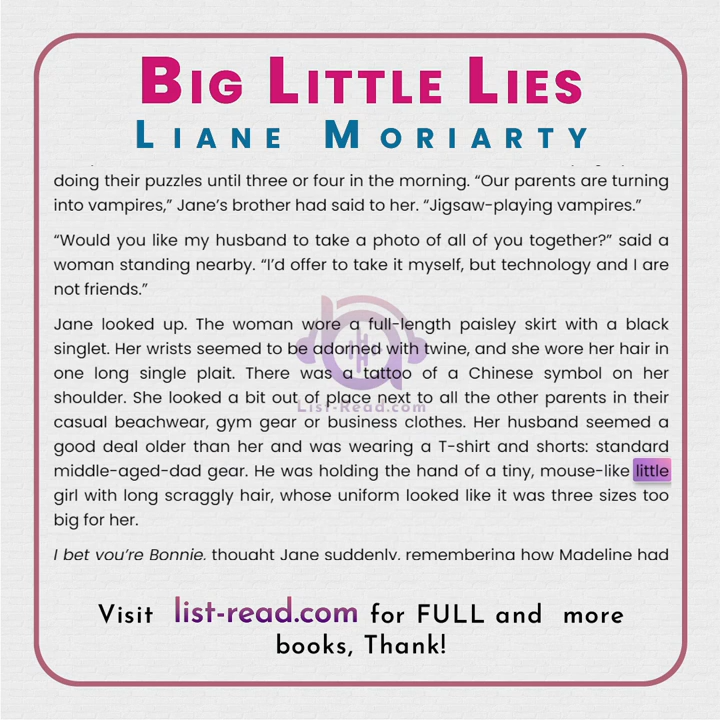 BIG LITTLE LIES
LIANE MORIARTY
doing their puzzles until three or four in the morning. “Our parents are turning
into vampires,” Jane’s brother had said to her. “Jigsaw-playing vampires.”
“Would you like my husband to take a photo of all of you together?” said a
woman standing nearby. “I’d offer to take it myself, but technology and I are
not friends.”
Jane looked up. The woman wore a full-length paisley skirt with a black
singlet. Her wrists seemed to be adorned with twine, and she wore her hair in
one long single plait. There was a tattoo of a Chinese symbol on her
shoulder. She looked a bit out of place next to all the other parents in their
List-Read.com
casual beachwear, gym gear or business clothes. Her husband seemed a
good deal older than her and was wearing a T-shirt and shorts: standard
middle-aged-dad gear. He was holding the hand of a tiny, mouse-like little
girl with long scraggly hair, whose uniform looked like it was three sizes too
big for her.
I bet you’re Bonnie, thought Jane suddenly, remembering how Madeline had
Visit list-read.com for FULL and more
books, Thank!